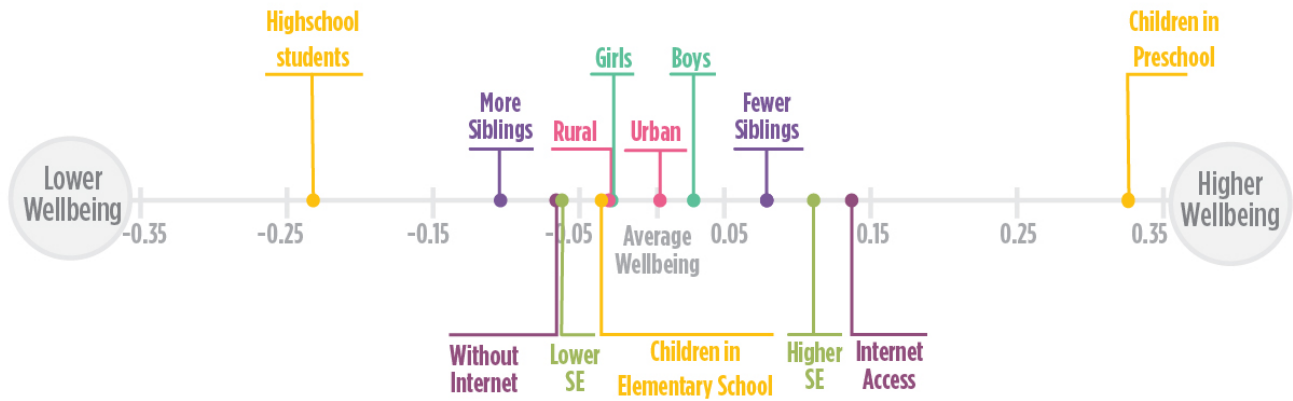 Highschool
students
Children in
Preschool
Girls
Boys
More
Siblings
Fewer
Siblings
Rural
Urban
Lower
Wellbeing
Higher
Wellbeing
-0.35
-0.25
-0.15
-0.05
Average
Wellbeing
0.05
0.15
0.25
0.35
Without
Internet
Lower
SE
Children in
Elementary School
Higher
SE
Internet
Access